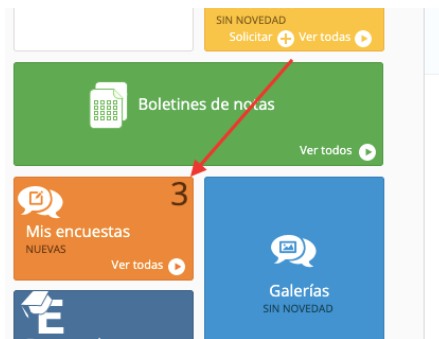 SIN NOVEDAD
Solicitar Ver todas
Boletines de notas
Ver todos
3
Mis encuestas
NUEVAS
Ver todas
Galerías
SIN NOVEDAD
E